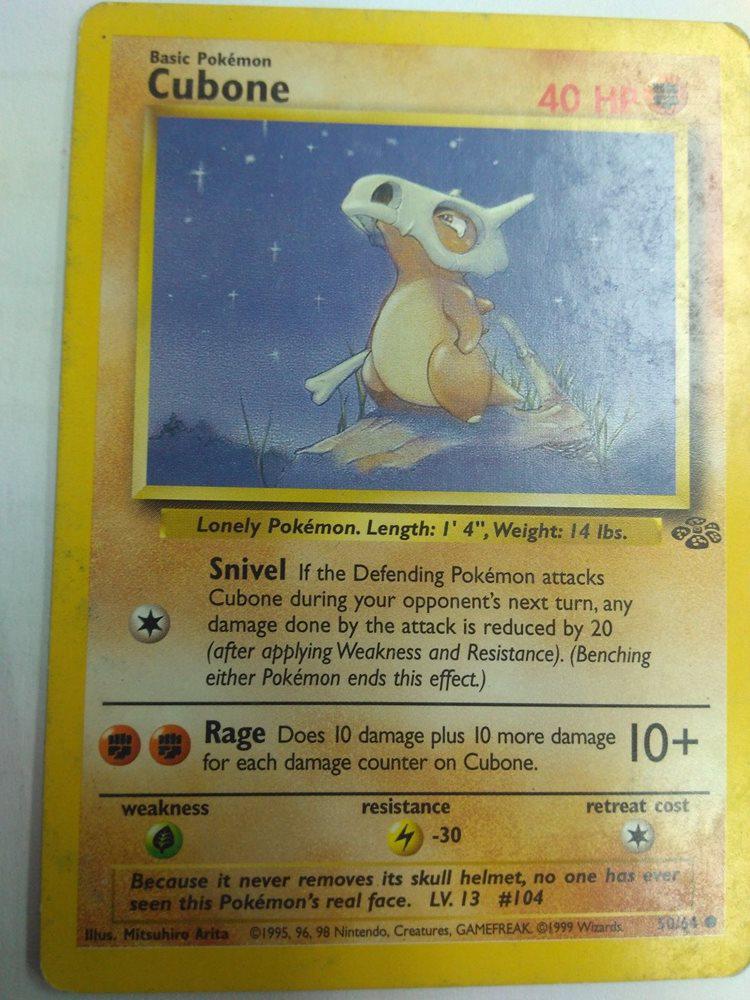 Basic Pokémon
Cubone
40 HP
Lonely Pokémon. Length: 1' 4", Weight: 14 lbs.
Snivel If the Defending Pokémon attacks
Cubone during your opponent's next turn, any
damage done by the attack is reduced by 20
(after applying Weakness and Resistance). (Benching
either Pokémon ends this effect.)
Rage Does 10 damage plus 10 more damage
for each damage counter on Cubone.
10+
weakness resistance retreat cost
-30
Because it never removes its skull helmet, no one has ever
seen this Pokémon's real face. LV. 13 #104
Illus. Mitsuhiro Arita ©1995, 96, 98 Nintendo, Creatures, GAMEFREAK. ©1999 Wizards. 50/64